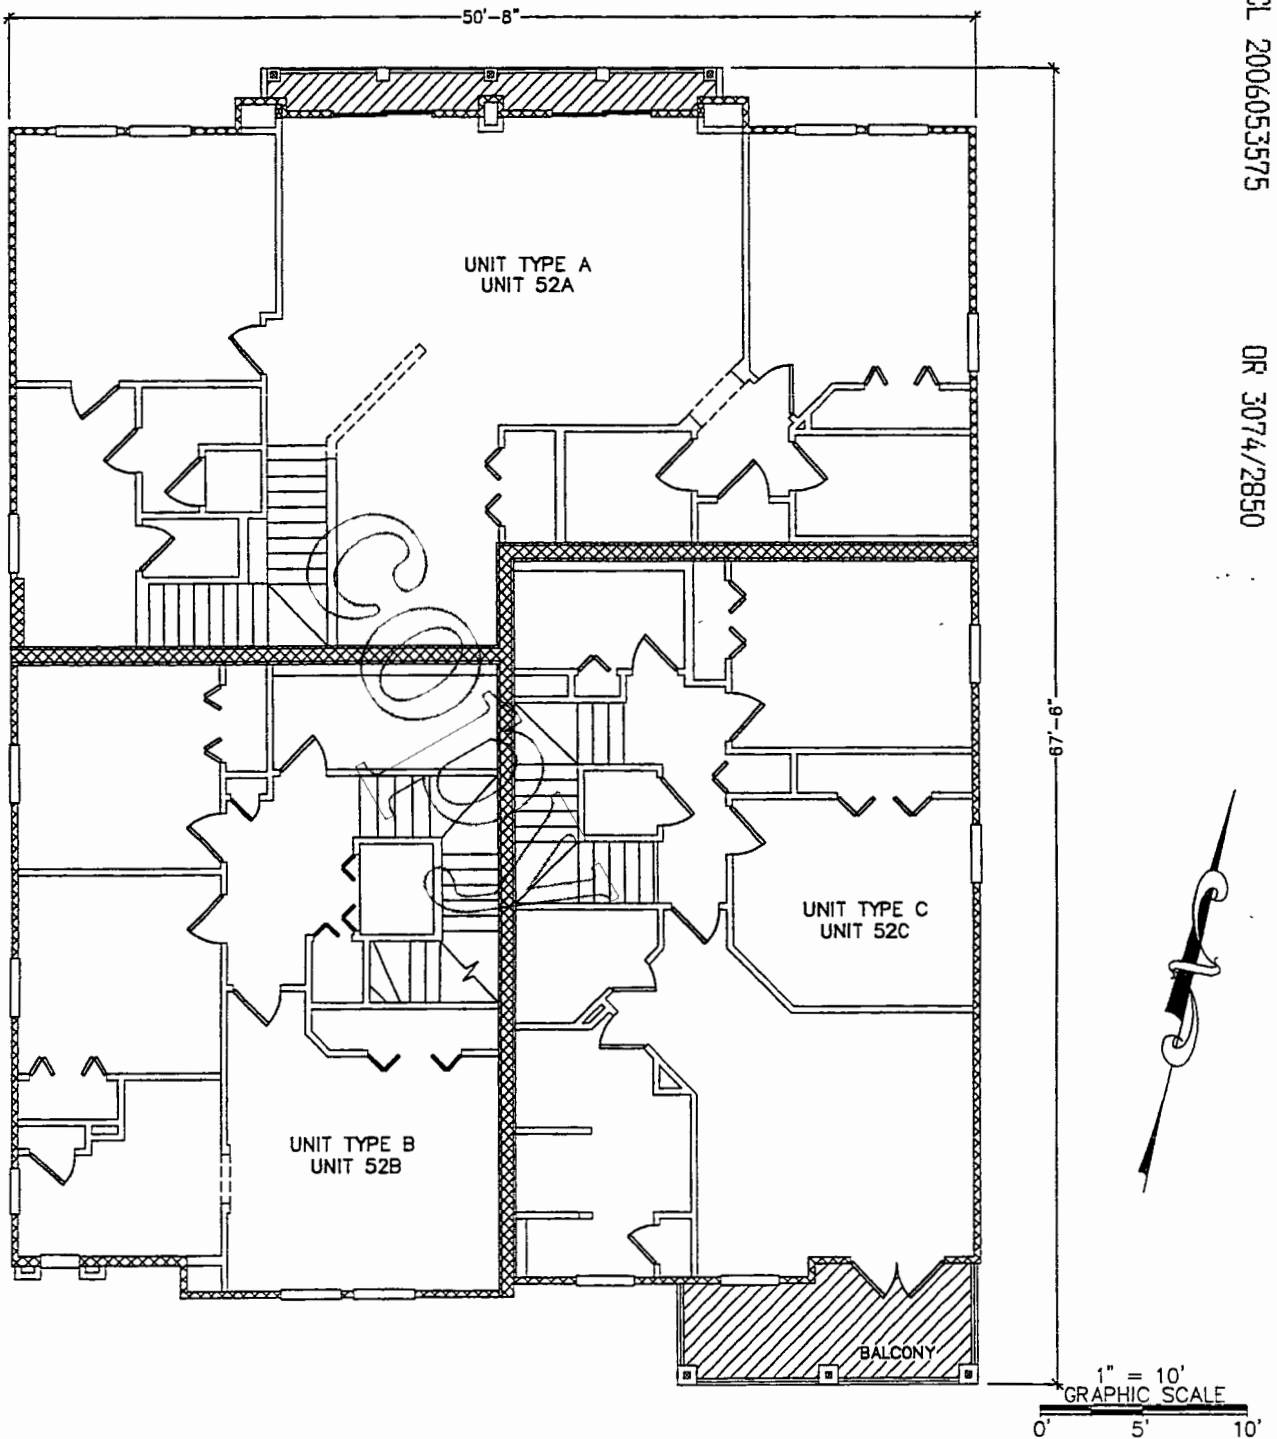 50'-8"
CL 2006053575
OR 3074/2850
UNIT TYPE A
UNIT 52A
COPY
67'-6"
UNIT TYPE C
UNIT 52C
UNIT TYPE B
UNIT 52B
BALCONY
1" = 10'
GRAPHIC SCALE
0' 5' 10'